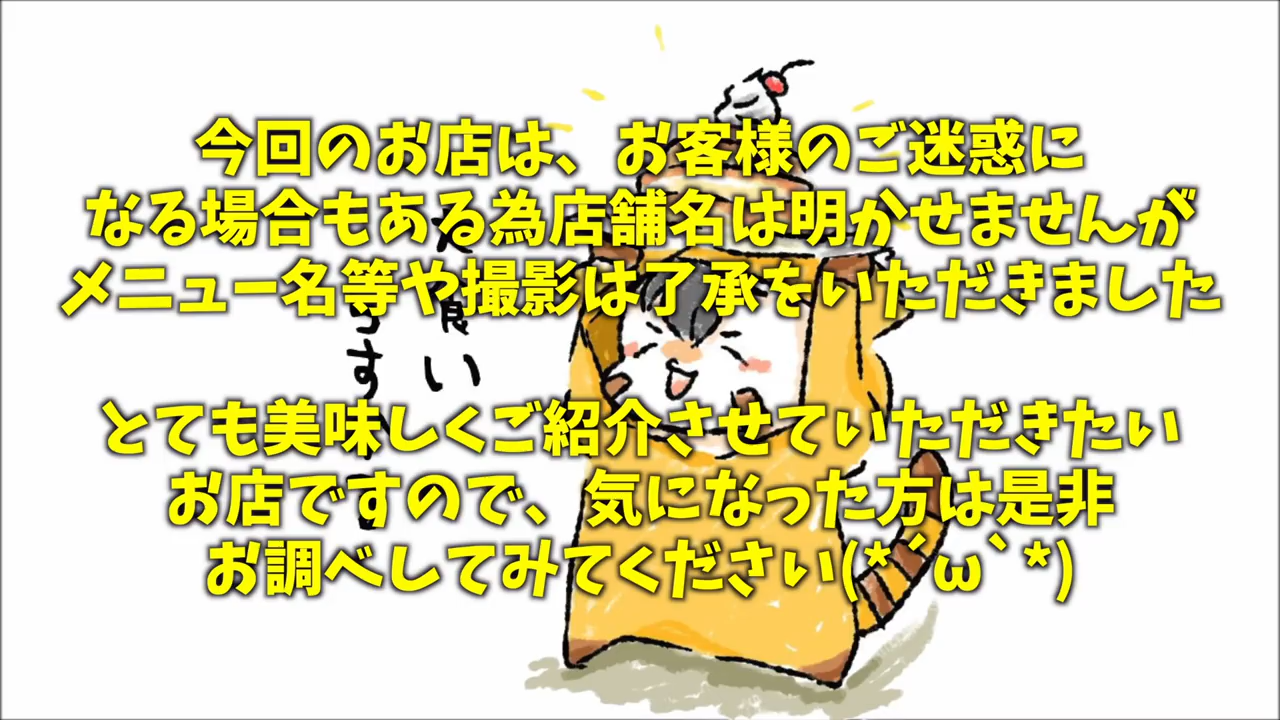 今回のお店は、お客様のご迷惑に
なる場合もある為店舗名は明かせませんが
メニュー名等や撮影は了承をいただきました
とても美味しくご紹介させていただきたい
お店ですので、気になった方は是非
お調べしてみてください(*´ω`*)